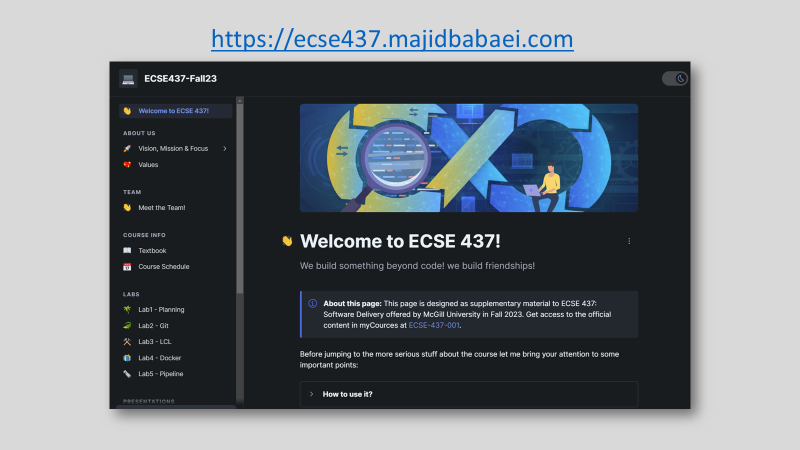 https://ecse437.majidbabaei.com
ECSE437-Fall23
Welcome to ECSE 437!
ABOUT US
Vision, Mission & Focus
Values
TEAM
Meet the Team!
COURSE INFO
Textbook
Course Schedule
LABS
Lab1 - Planning
Lab2 - Git
Lab3 - LCL
Lab4 - Docker
Lab5 - Pipeline
PRESENTATIONS
Welcome to ECSE 437!
We build something beyond code! we build friendships!
About this page: This page is designed as supplementary material to ECSE 437:
Software Delivery offered by McGill University in Fall 2023. Get access to the official
content in myCources at ECSE-437-001.
Before jumping to the more serious stuff about the course let me bring your attention to some
important points:
How to use it?